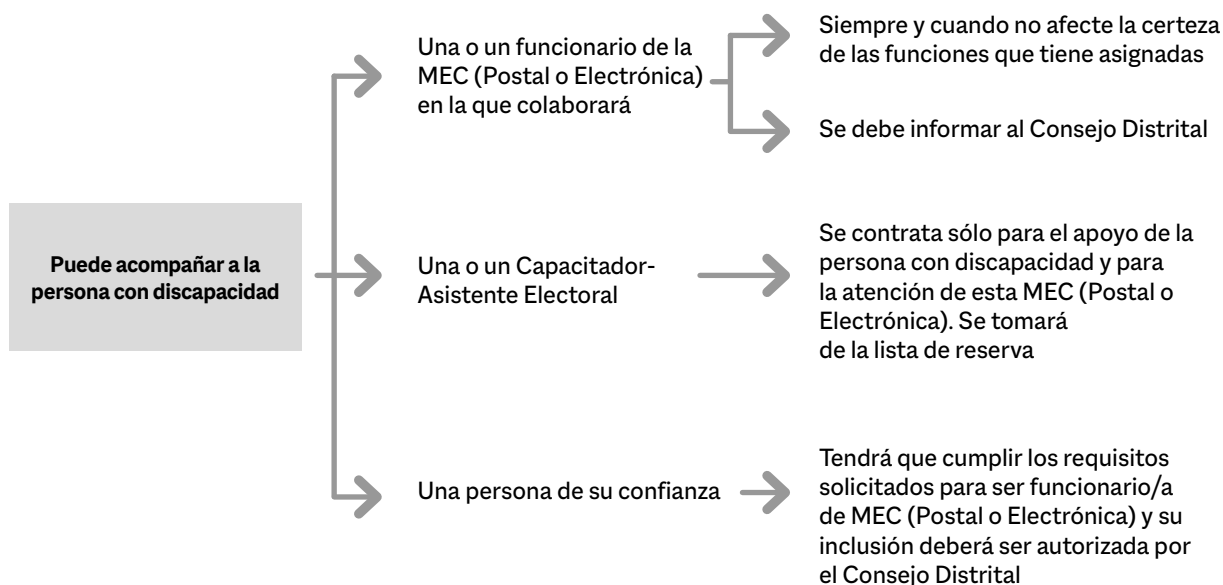 Puede acompañar a la
persona con discapacidad
Una o un funcionario de la
MEC (Postal o Electrónica)
en la que colaborará
Siempre y cuando no afecte la certeza
de las funciones que tiene asignadas
Se debe informar al Consejo Distrital
Una o un Capacitador-
Asistente Electoral
Se contrata sólo para el apoyo de la
persona con discapacidad y para
la atención de esta MEC (Postal o
Electrónica). Se tomará
de la lista de reserva
Una persona de su confianza
Tendrá que cumplir los requisitos
solicitados para ser funcionario/a
de MEC (Postal o Electrónica) y su
inclusión deberá ser autorizada por
el Consejo Distrital